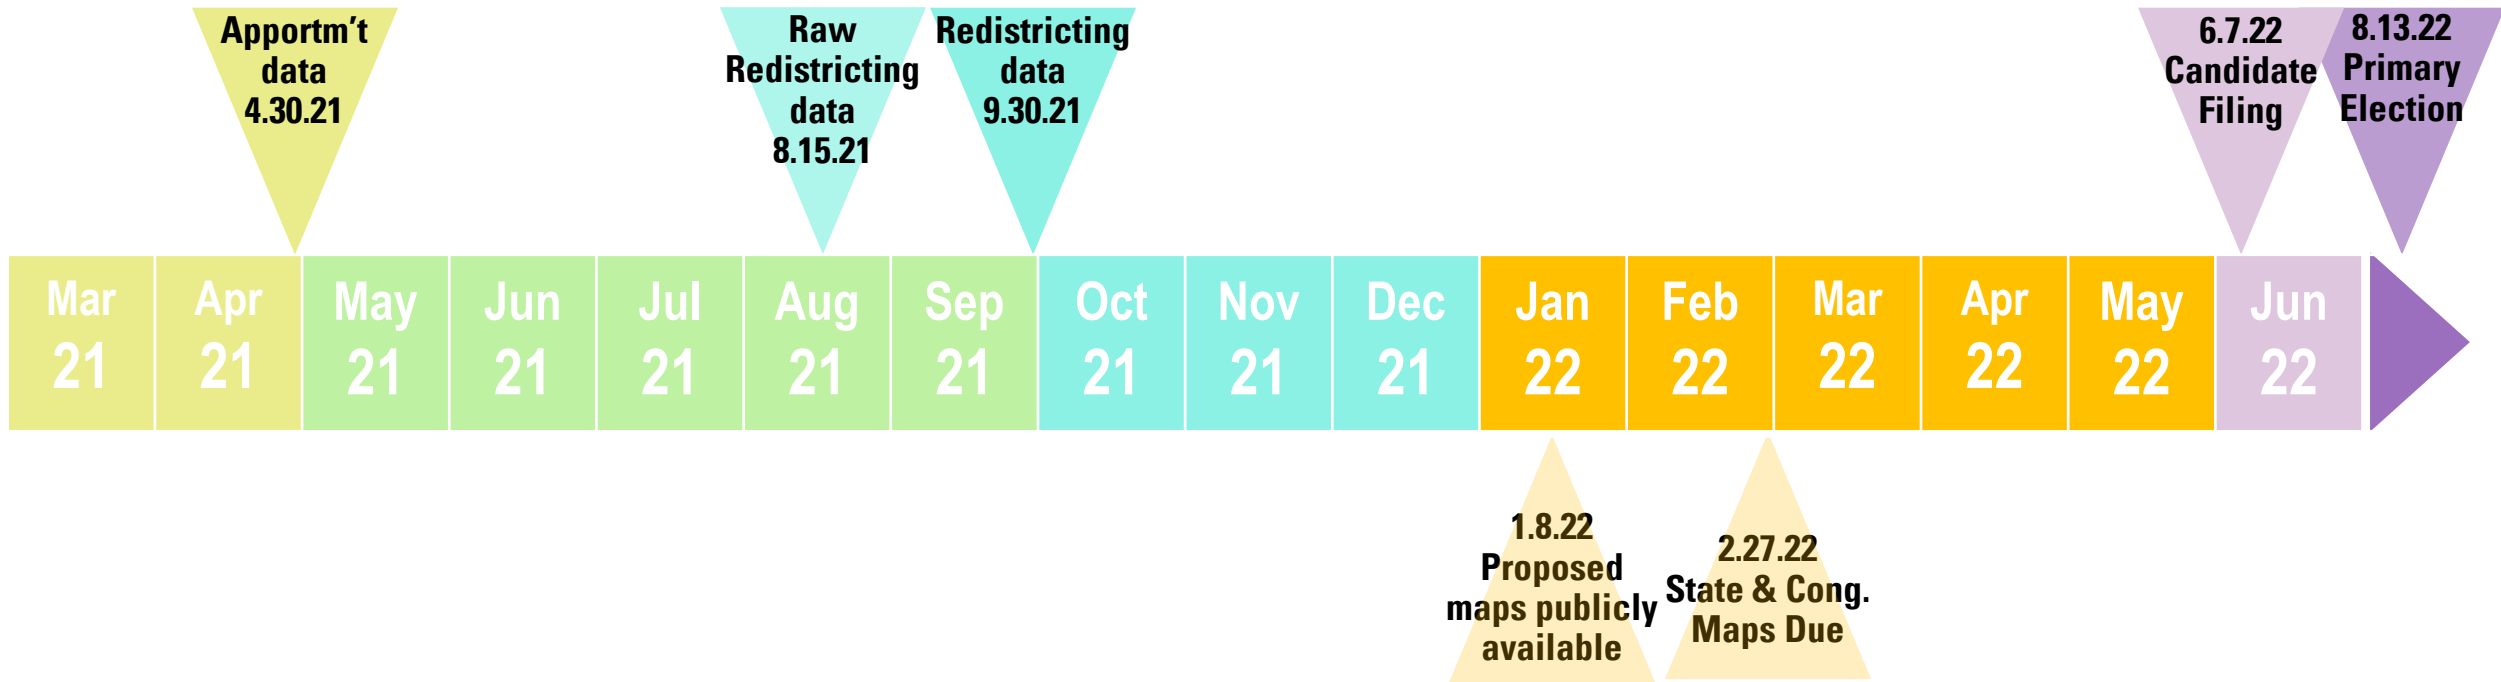 Apportm't
data
4.30.21
Raw
Redistricting
data
8.15.21
Redistricting
data
9.30.21
6.7.22
Candidate
Filing
8.13.22
Primary
Election
Mar
21
Apr
21
May
21
Jun
21
Jul
21
Aug
21
Sep
21
Oct
21
Nov
21
Dec
21
Jan
22
Feb
22
Mar
22
Apr
22
May
22
Jun
22
1.8.22
Proposed
maps publicly
available
2.27.22
State & Cong.
Maps Due